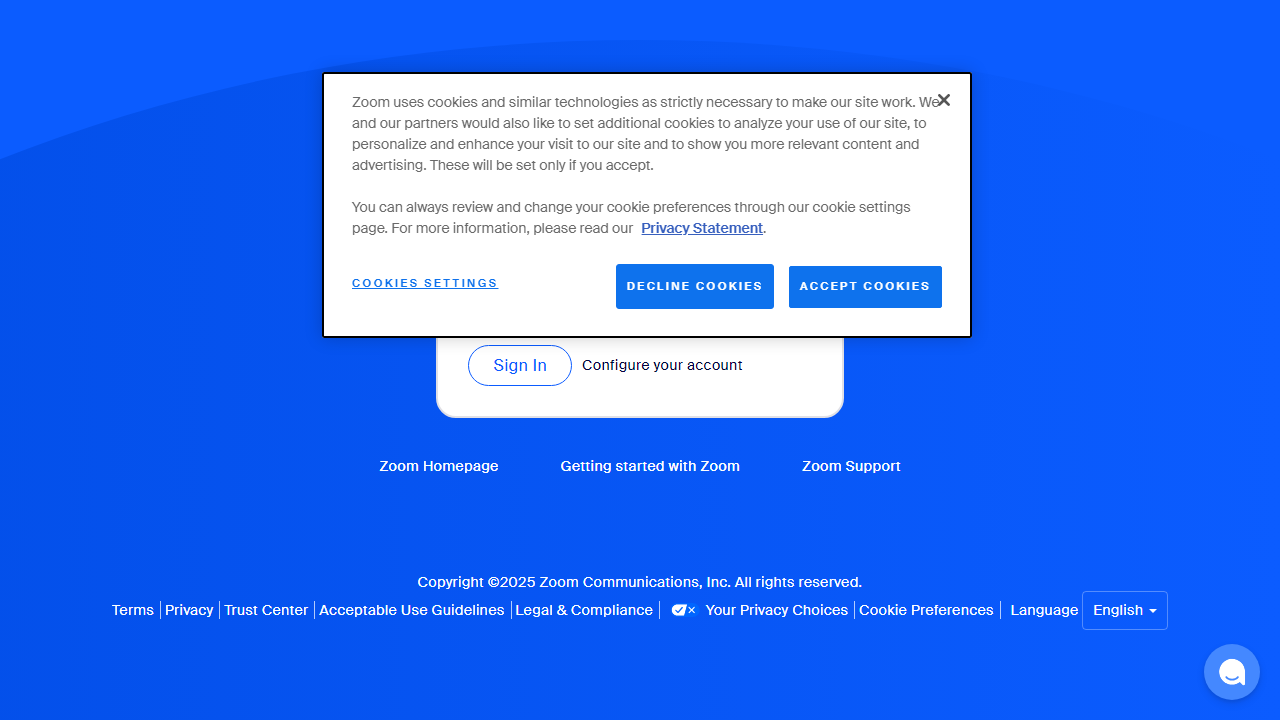 Zoom uses cookies and similar technologies as strictly necessary to make our site work. We
and our partners would also like to set additional cookies to analyze your use of our site, to
personalize and enhance your visit to our site and to show you more relevant content and
advertising. These will be set only if you accept.
You can always review and change your cookie preferences through our cookie settings
page. For more information, please read our Privacy Statement.
COOKIES SETTINGS DECLINE COOKIES ACCEPT COOKIES
Sign In Configure your account
Zoom Homepage Getting started with Zoom Zoom Support
Copyright ©2025 Zoom Communications, Inc. All rights reserved.
Terms Privacy Trust Center Acceptable Use Guidelines Legal & Compliance Your Privacy Choices Cookie Preferences Language English